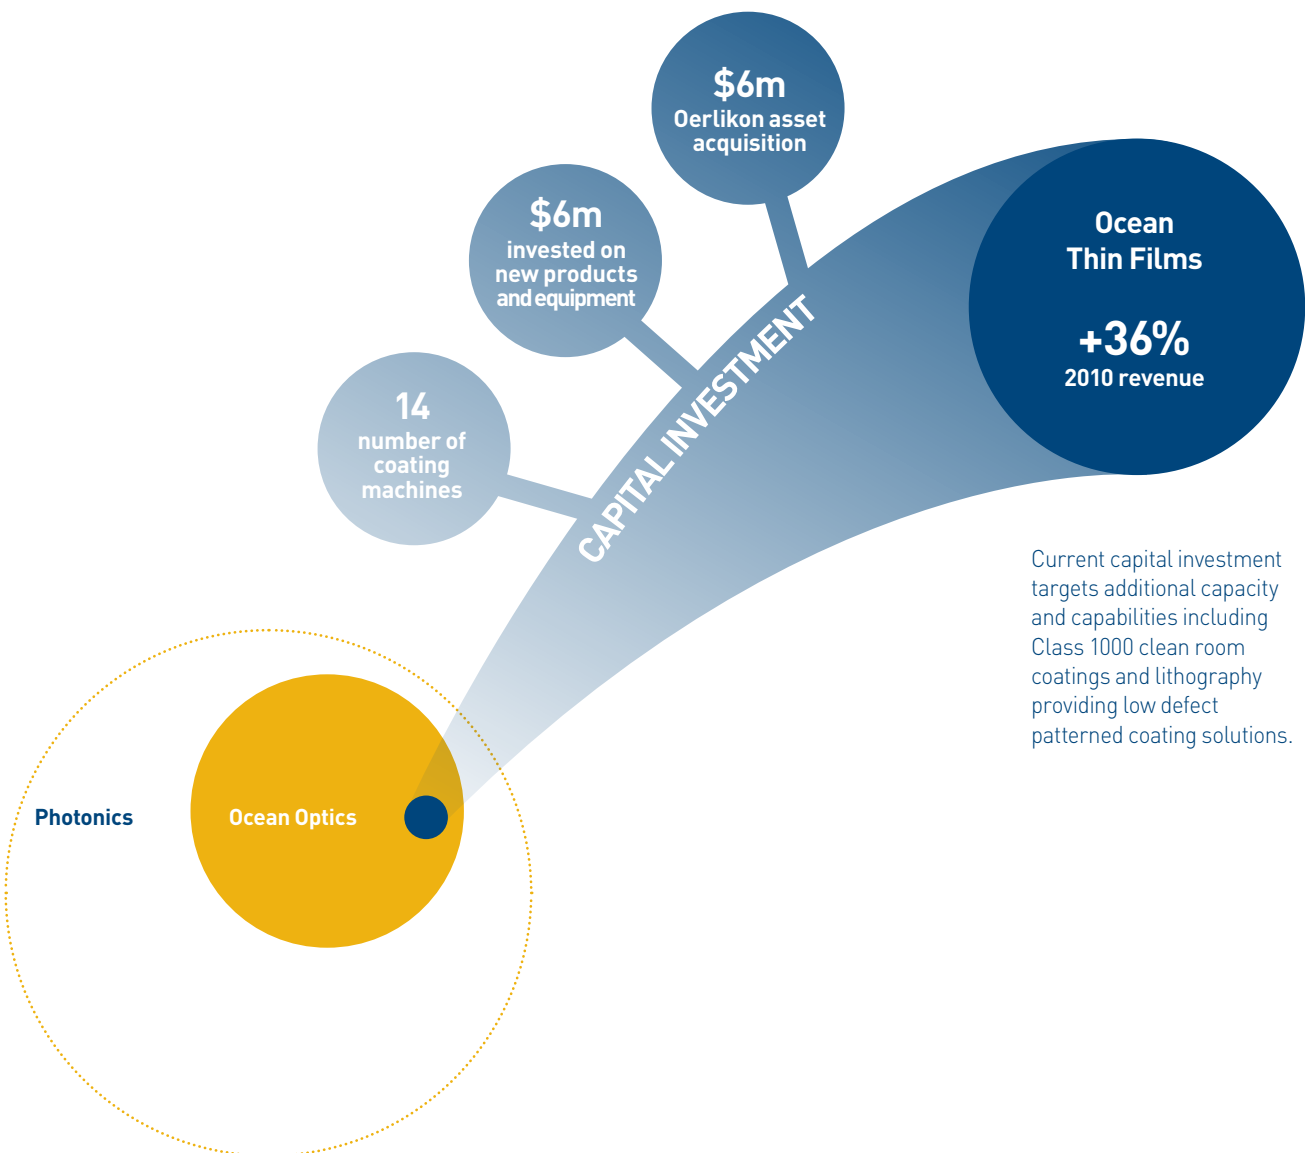 $6m
Oerlikon asset
acquisition
$6m
invested on
new products
and equipment
14
number of
coating
machines
CAPITAL INVESTMENT
Ocean
Thin Films
+36%
2010 revenue
Current capital investment
targets additional capacity
and capabilities including
Class 1000 clean room
coatings and lithography
providing low defect
patterned coating solutions.
Photonics
Ocean Optics